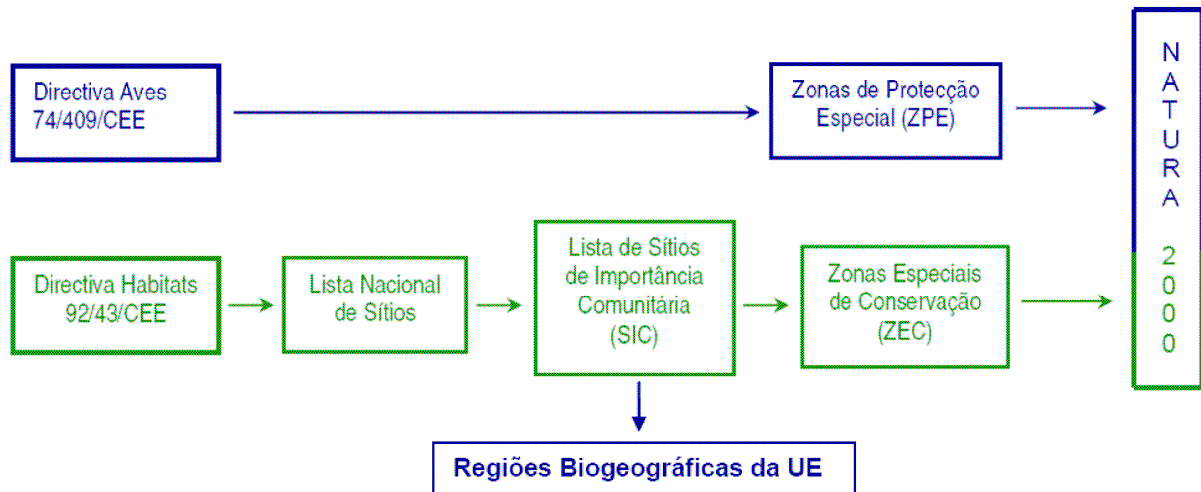 Directiva Aves
74/409/CEE
Zonas de Protecção
Especial (ZPE)
Directiva Habitats
92/43/CEE
Lista Nacional
de Sítios
Lista de Sítios
de Importância
Comunitária
(SIC)
Zonas Especiais
de Conservação
(ZEC)
Regiões Biogeográficas da UE
N
A
T
U
R
A
2
0
0
0